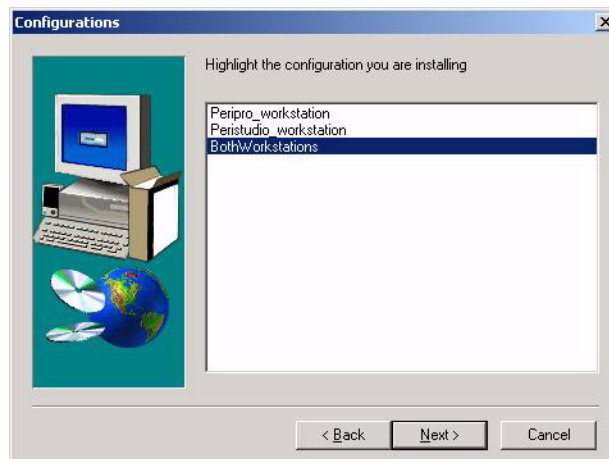 Configurations
Highlight the configuration you are installing
Peripro_workstation
Peristudio_workstation
BothWorkstations
< Back
Next >
Cancel